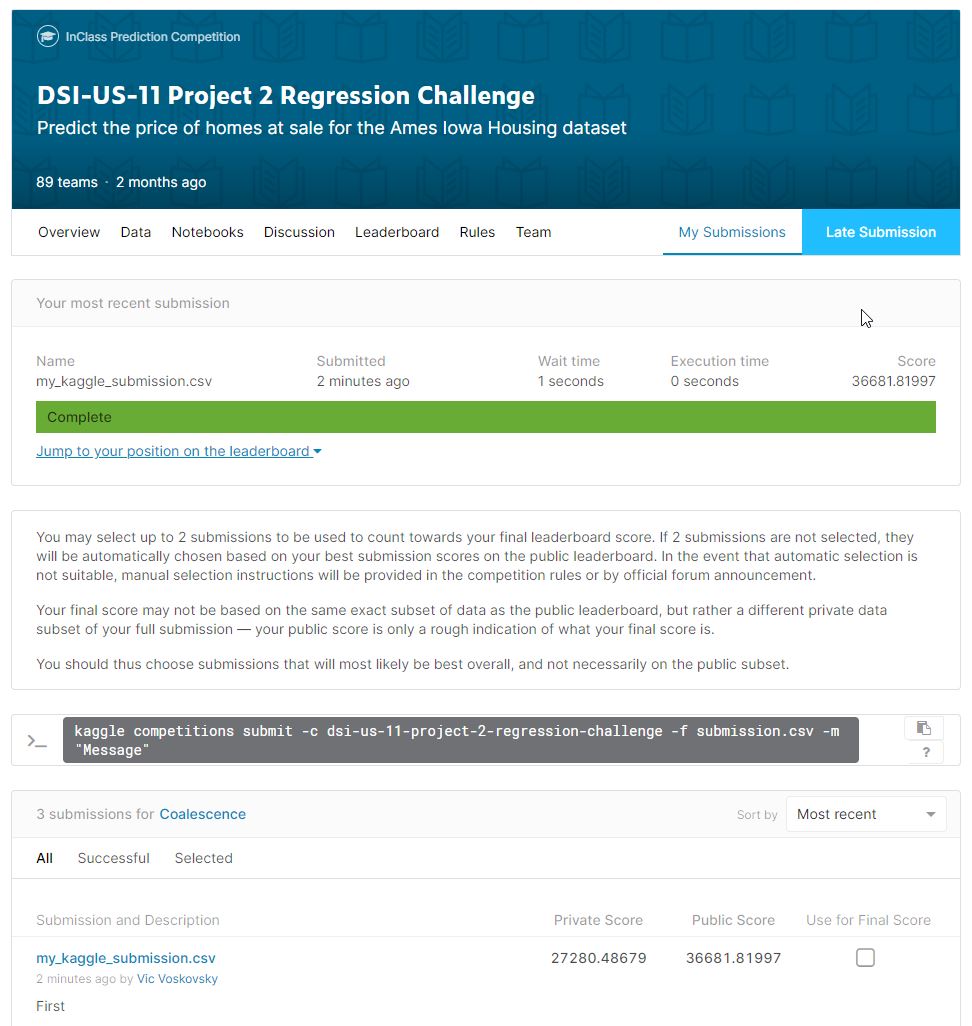 InClass Prediction Competition
DSI-US-11 Project 2 Regression Challenge
Predict the price of homes at sale for the Ames Iowa Housing dataset
89 teams · 2 months ago
Overview Data Notebooks Discussion Leaderboard Rules Team My Submissions Late Submission
Your most recent submission
Name Submitted Wait time Execution time Score
my_kaggle_submission.csv 2 minutes ago 1 seconds 0 seconds 36681.81997
Complete
Jump to your position on the leaderboard
You may select up to 2 submissions to be used to count towards your final leaderboard score. If 2 submissions are not selected, they
will be automatically chosen based on your best submission scores on the public leaderboard. In the event that automatic selection is
not suitable, manual selection instructions will be provided in the competition rules or by official forum announcement.
Your final score may not be based on the same exact subset of data as the public leaderboard, but rather a different private data
subset of your full submission — your public score is only a rough indication of what your final score is.
You should thus choose submissions that will most likely be best overall, and not necessarily on the public subset.
>_ kaggle competitions submit -c dsi-us-11-project-2-regression-challenge -f submission.csv -m
"Message"
?
3 submissions for Coalescence Sort by Most recent
All Successful Selected
Submission and Description Private Score Public Score Use for Final Score
my_kaggle_submission.csv 27280.48679 36681.81997
2 minutes ago by Vic Voskovsky
First